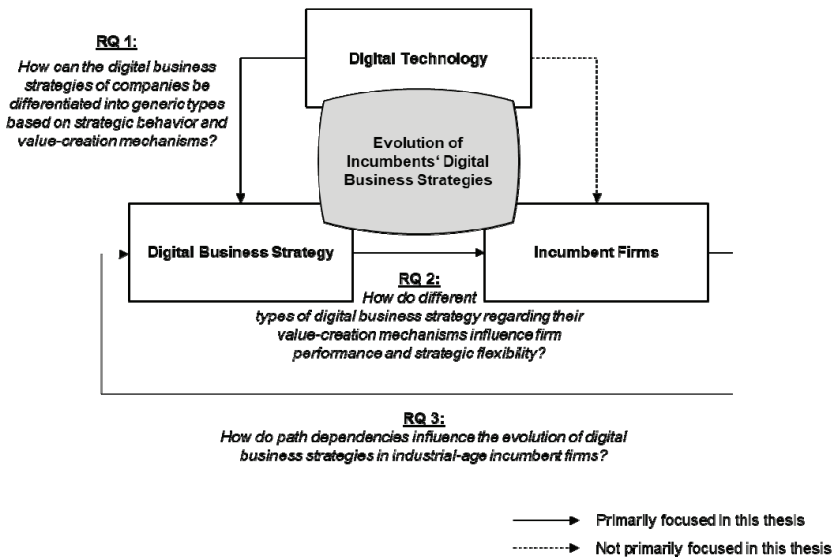 RQ 1:
How can the digital business
strategies of companies be
differentiated into generic types
based on strategic behavior and
value-creation mechanisms?
Digital Technology
Evolution of
Incumbents‘ Digital
Business Strategies
Digital Business Strategy
Incumbent Firms
RQ 2:
How do different
types of digital business strategy regarding their
value-creation mechanisms influence firm
performance and strategic flexibility?
RQ 3:
How do path dependencies influence the evolution of digital
business strategies in industrial-age incumbent firms?
Primarily focused in this thesis
Not primarily focused in this thesis